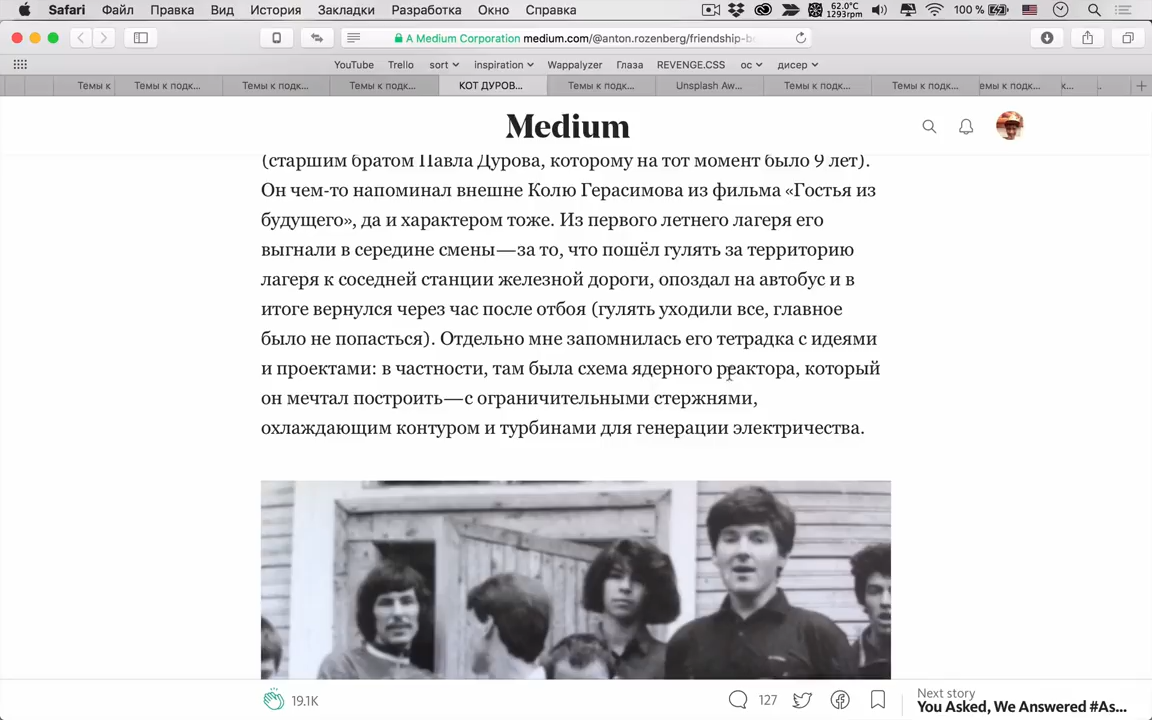 Safari Файл Правка Вид История Закладки Разработка Окно Справка 62.0°C 1293rpm 100 %
A Medium Corporation medium.com/@anton.rozenberg/friendship-b
YouTube Trello sort inspiration Wappalyzer Глаза REVENGE.CSS ос дисер
Темы к Темы к подк... Темы к подк... Темы к подк... КОТ ДУРОВ... Темы к подк... Unsplash Aw... Темы к подк... Темы к подк... емы к подк... к... ..
Medium
(старшим братом Павла Дурова, которому на тот момент было 9 лет).
Он чем-то напоминал внешне Колю Герасимова из фильма «Гостья из
будущего», да и характером тоже. Из первого летнего лагеря его
выгнали в середине смены — за то, что пошёл гулять за территорию
лагеря к соседней станции железной дороги, опоздал на автобус и в
итоге вернулся через час после отбоя (гулять уходили все, главное
было не попасться). Отдельно мне запомнилась его тетрадка с идеями
и проектами: в частности, там была схема ядерного реактора, который
он мечтал построить — с ограничительными стержнями,
охлаждающим контуром и турбинами для генерации электричества.
19.1K 127 Next story
You Asked, We Answered #As...